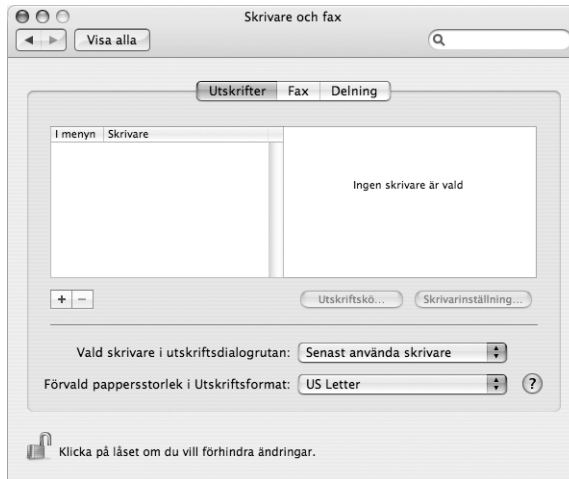 Skrivare och fax
Visa alla
Utskrifter Fax Delning
I menyn Skrivare
Ingen skrivare är vald
+ −
Utskriftskö... Skrivarinställning...
Vald skrivare i utskriftsdialogrutan: Senast använda skrivare
Förvald pappersstorlek i Utskriftsformat: US Letter ?
Klicka på låset om du vill förhindra ändringar.